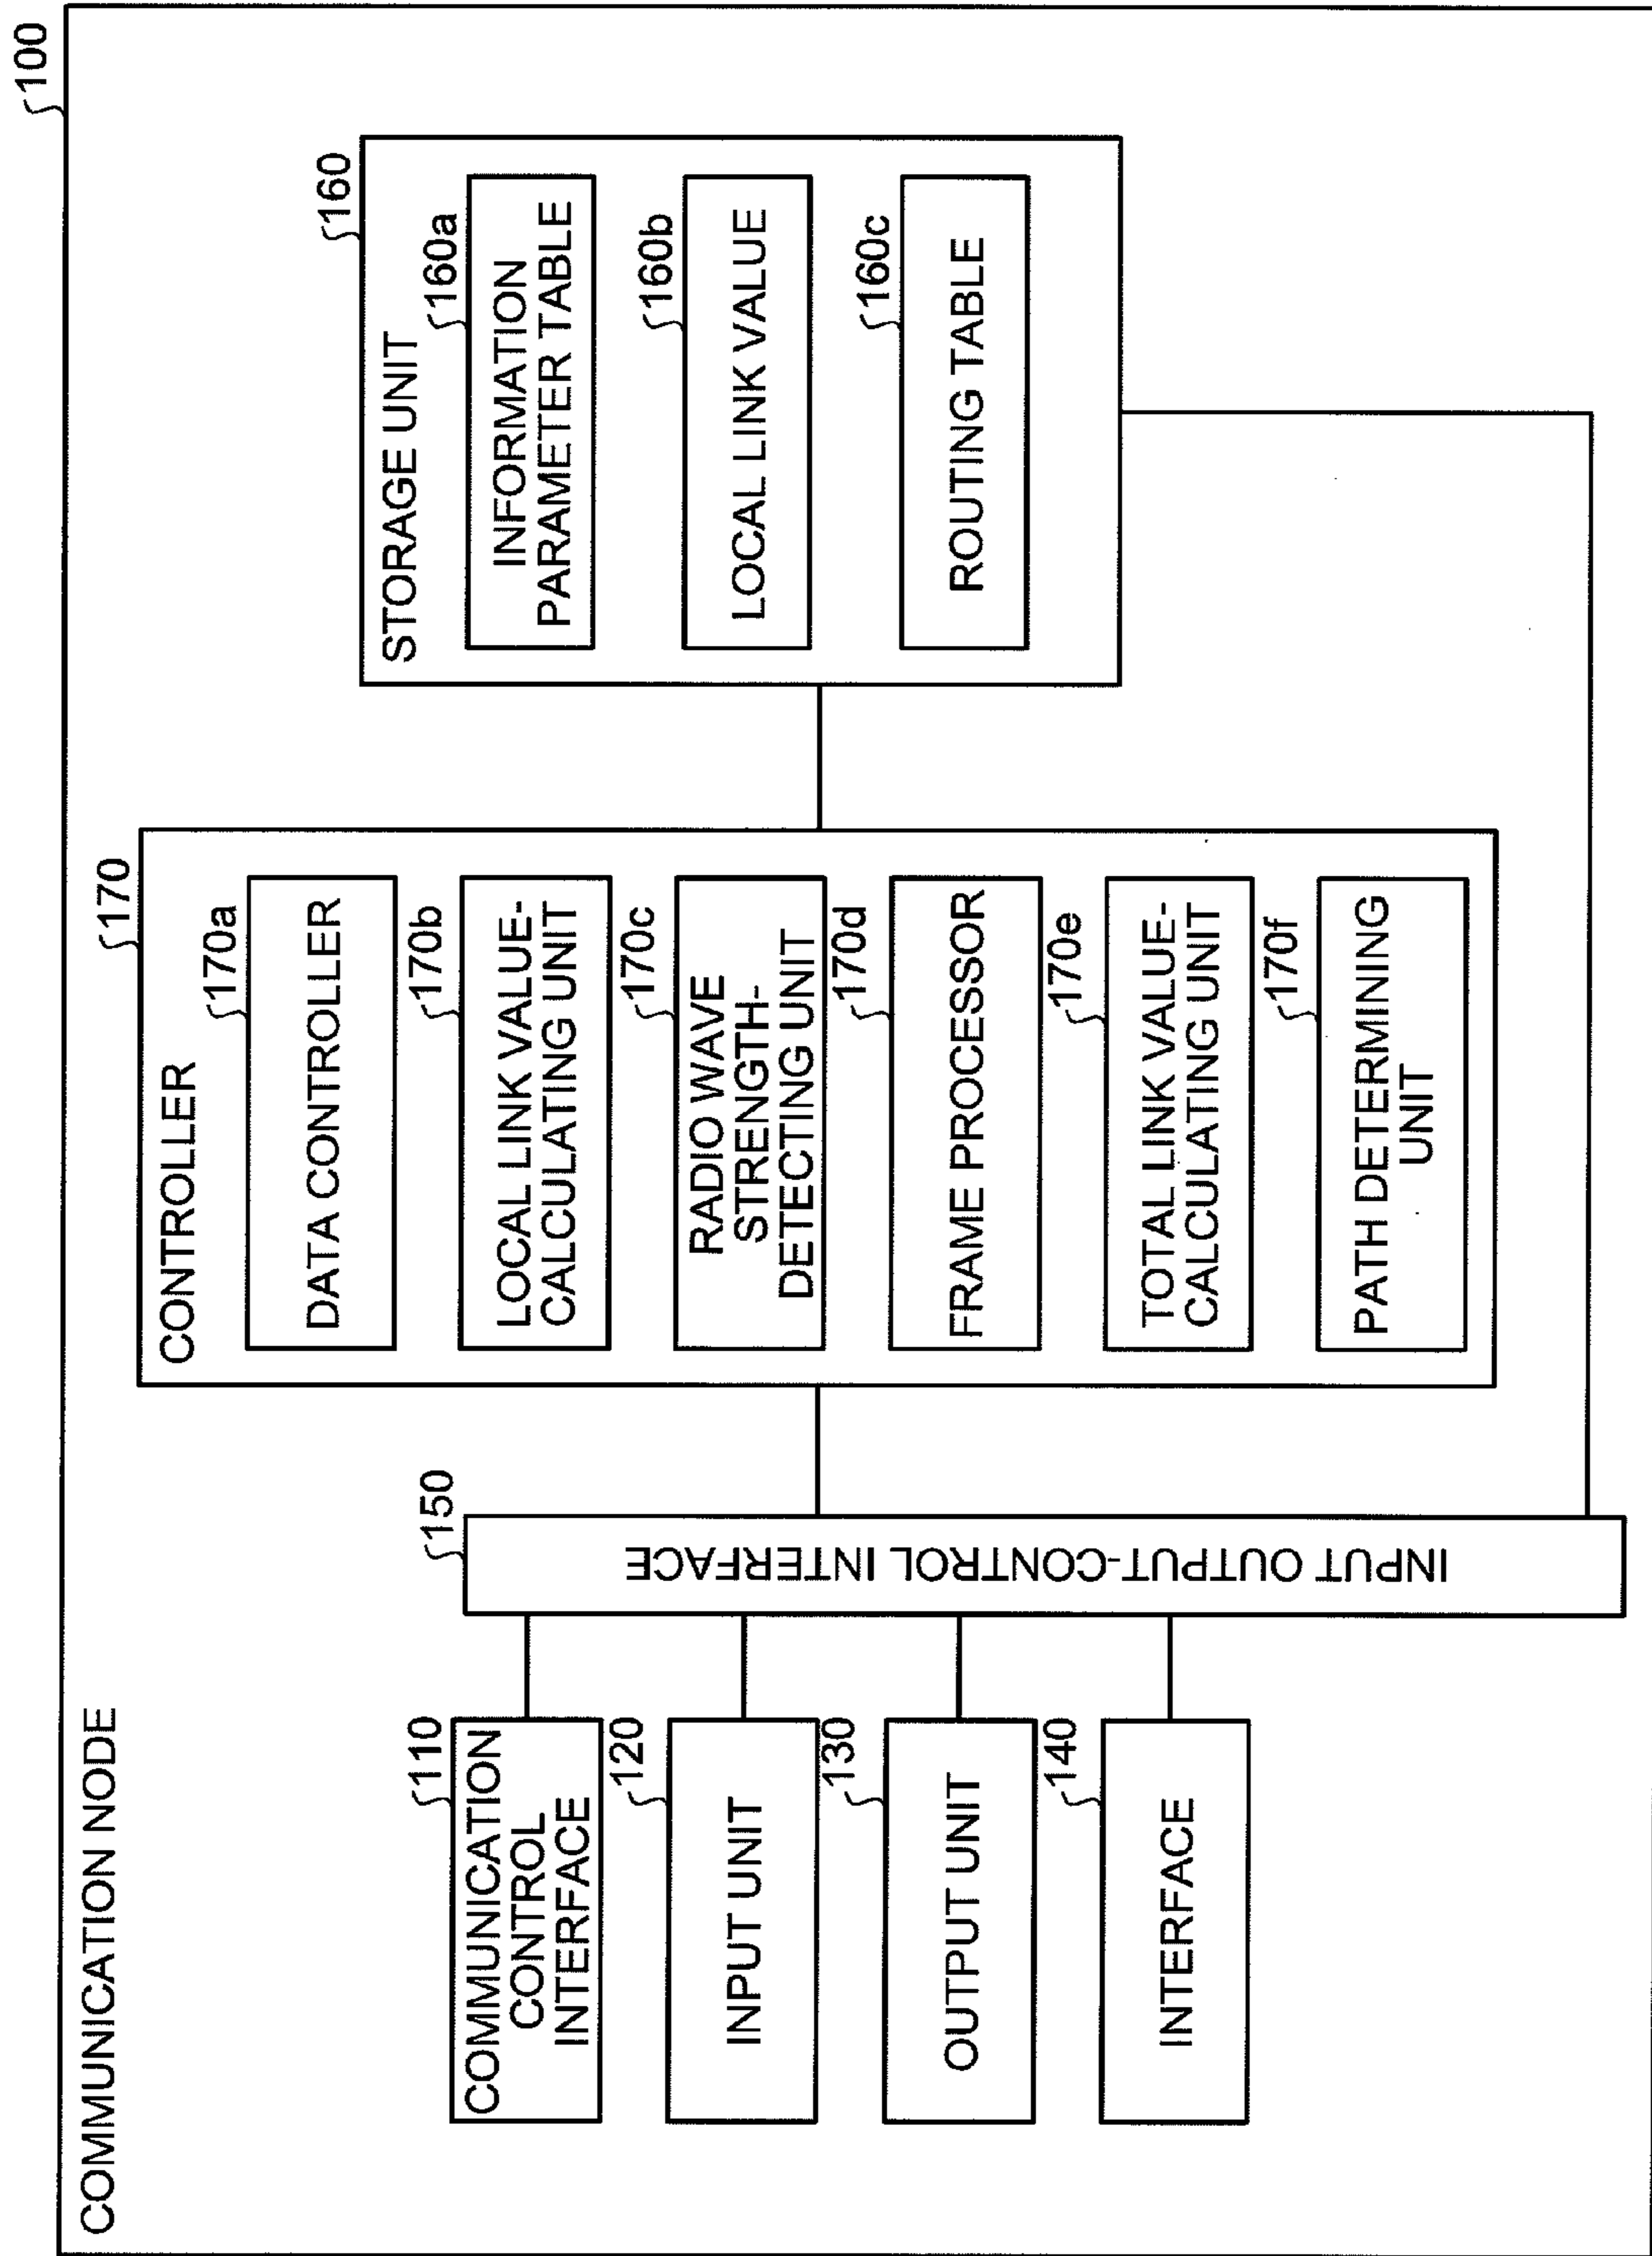 COMMUNICATION NODE
100
110
COMMUNICATION
CONTROL
INTERFACE
120
INPUT UNIT
130
OUTPUT UNIT
140
INTERFACE
150
INPUT OUTPUT-CONTROL INTERFACE
170
CONTROLLER
170a
DATA CONTROLLER
170b
LOCAL LINK VALUE-
CALCULATING UNIT
170c
RADIO WAVE
STRENGTH-
DETECTING UNIT
170d
FRAME PROCESSOR
170e
TOTAL LINK VALUE-
CALCULATING UNIT
170f
PATH DETERMINING
UNIT
160
STORAGE UNIT
160a
INFORMATION
PARAMETER TABLE
160b
LOCAL LINK VALUE
160c
ROUTING TABLE